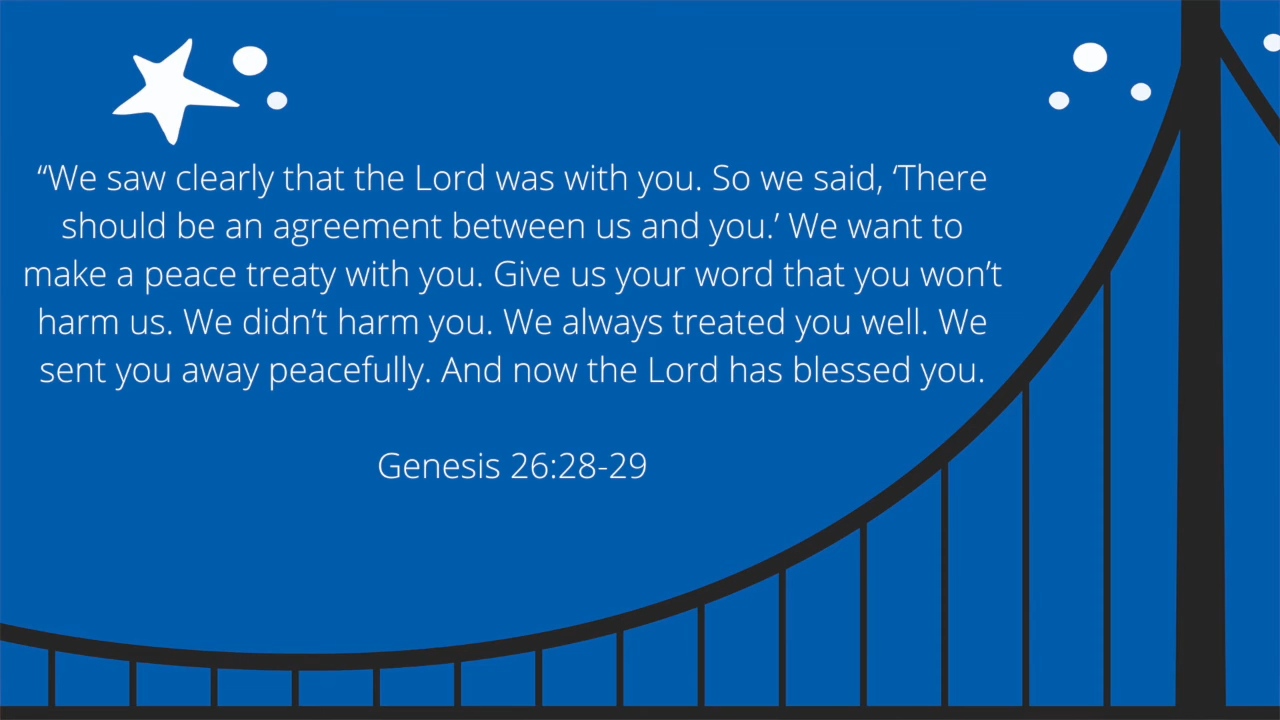 “We saw clearly that the Lord was with you. So we said, ‘There
should be an agreement between us and you.’ We want to
make a peace treaty with you. Give us your word that you won’t
harm us. We didn’t harm you. We always treated you well. We
sent you away peacefully. And now the Lord has blessed you.
Genesis 26:28-29